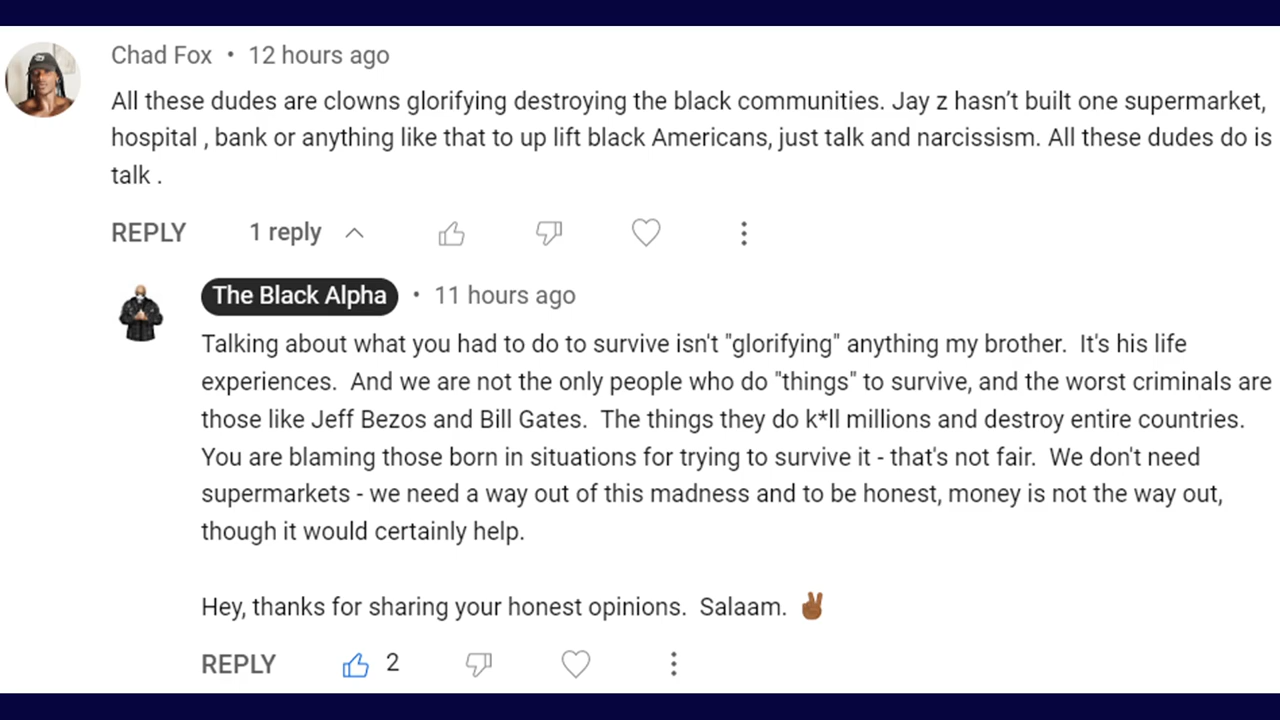 Chad Fox • 12 hours ago
All these dudes are clowns glorifying destroying the black communities. Jay z hasn’t built one supermarket,
hospital , bank or anything like that to up lift black Americans, just talk and narcissism. All these dudes do is
talk .
REPLY 1 reply
The Black Alpha • 11 hours ago
Talking about what you had to do to survive isn't "glorifying" anything my brother.  It's his life
experiences.  And we are not the only people who do "things" to survive, and the worst criminals are
those like Jeff Bezos and Bill Gates.  The things they do k*ll millions and destroy entire countries.
You are blaming those born in situations for trying to survive it - that's not fair.  We don't need
supermarkets - we need a way out of this madness and to be honest, money is not the way out,
though it would certainly help.
Hey, thanks for sharing your honest opinions.  Salaam. ✌🏾
REPLY 2